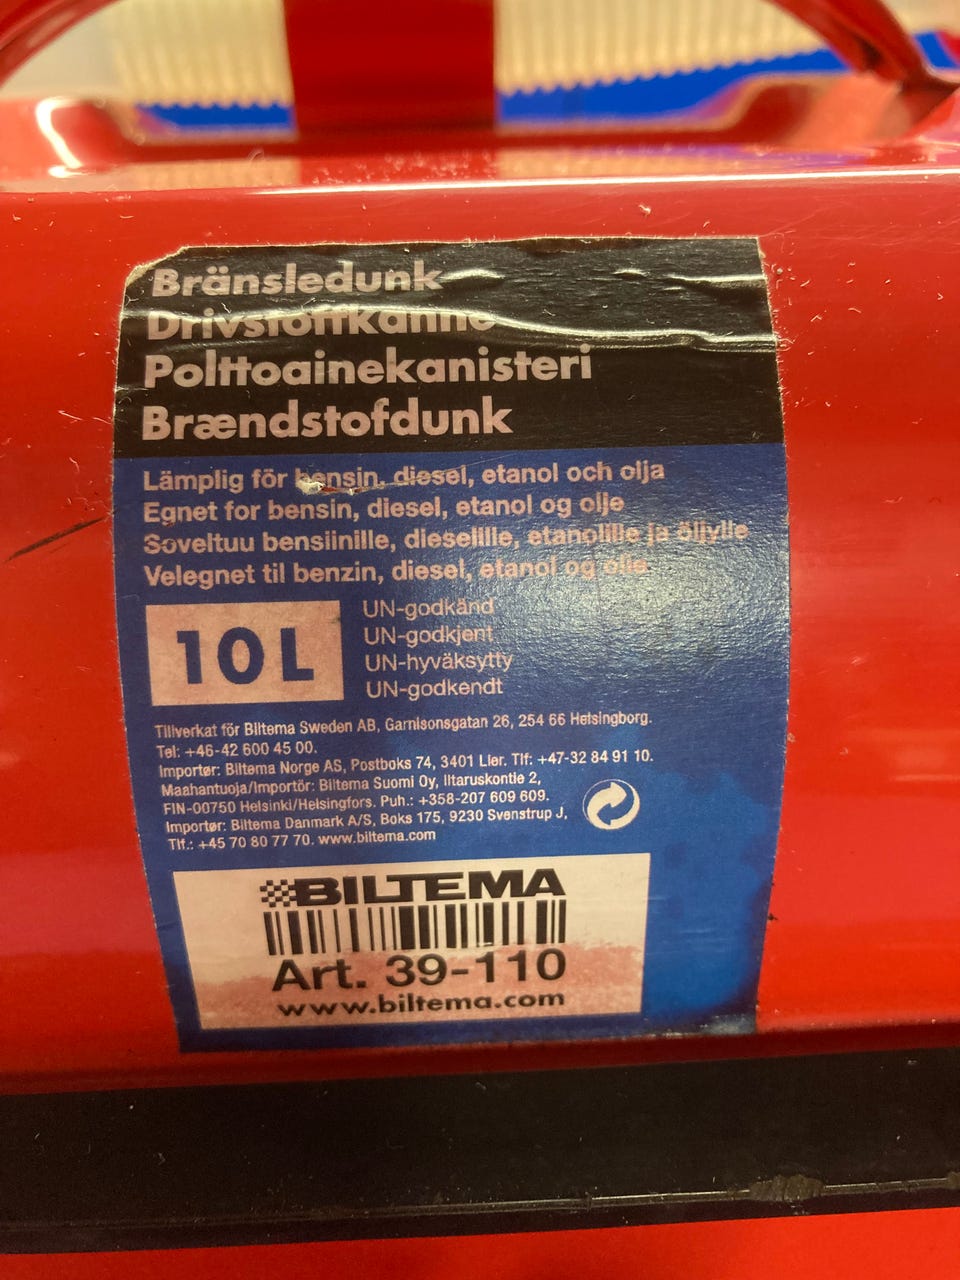 Bränsledunk
Drivstoffkanne
Polttoainekanisteri
Brændstofdunk
Lämplig för bensin, diesel, etanol och olja
Egnet for bensin, diesel, etanol og olje
Soveltuu bensiinille, dieselille, etanolille ja öljylle
Velegnet til benzin, diesel, etanol og olie
10L
UN-godkänd
UN-godkjent
UN-hyväksytty
UN-godkendt
Tillverkat för Biltema Sweden AB, Garnisonsgatan 26, 254 66 Helsingborg.
Tel: +46-42 600 45 00.
Importør: Biltema Norge AS, Postboks 74, 3401 Lier. Tlf: +47-32 84 91 10.
Maahantuoja/Importör: Biltema Suomi Oy, Iltaruskontie 2,
FIN-00750 Helsinki/Helsingfors. Puh.: +358-207 609 609.
Importør: Biltema Danmark A/S, Boks 175, 9230 Svenstrup J,
Tlf.: +45 70 80 77 70. www.biltema.com
BILTEMA
Art. 39-110
www.biltema.com